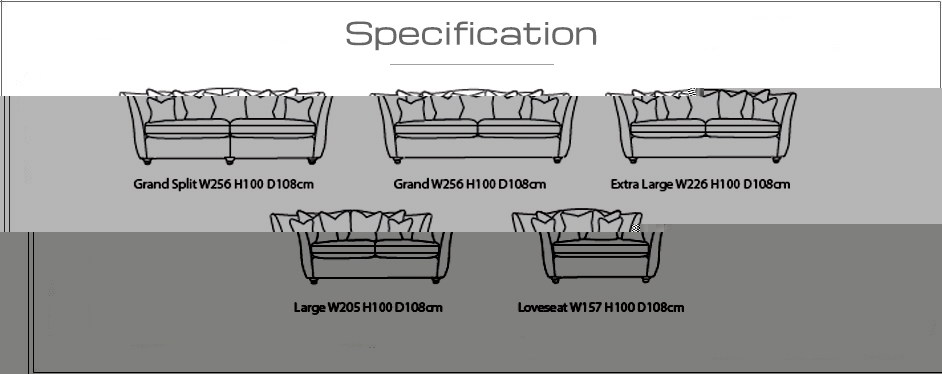 Specification
Grand Split W256 H100 D108cm
Grand W256 H100 D108cm
Extra Large W226 H100 D108cm
Large W205 H100 D108cm
Loveseat W157 H100 D108cm